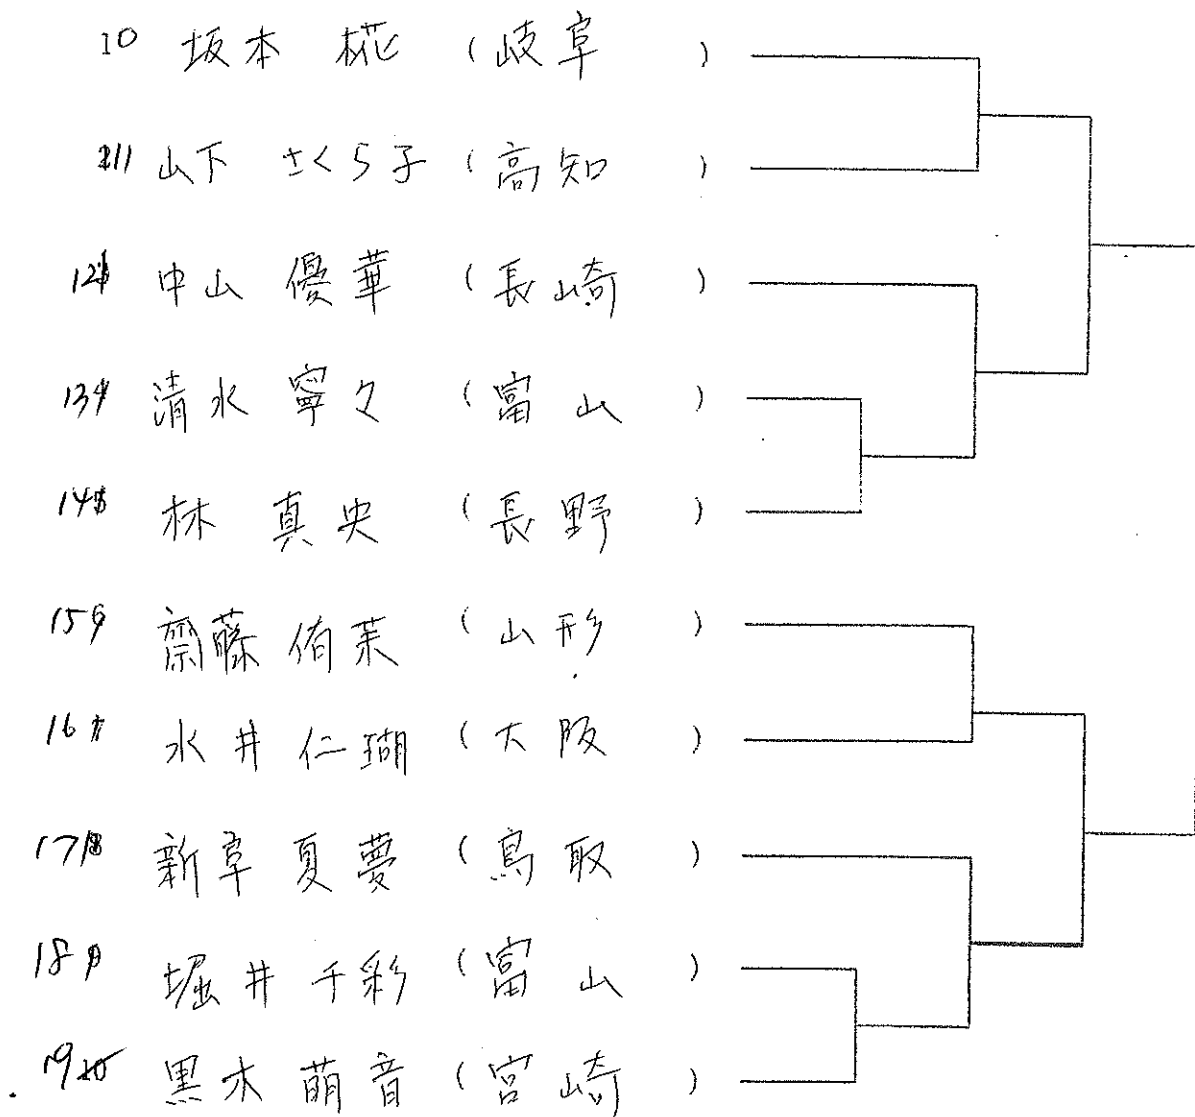 10 坂本 椛 (岐阜)
11 山下 さくら子 (高知)
12 中山 優華 (長崎)
13 清水 寧々 (富山)
14 林 真央 (長野)
15 齋藤 侑茉 (山形)
16 水井 仁瑚 (大阪)
17 新阜 夏夢 (鳥取)
18 堀井 千彩 (富山)
19 黒木 萌音 (宮崎)